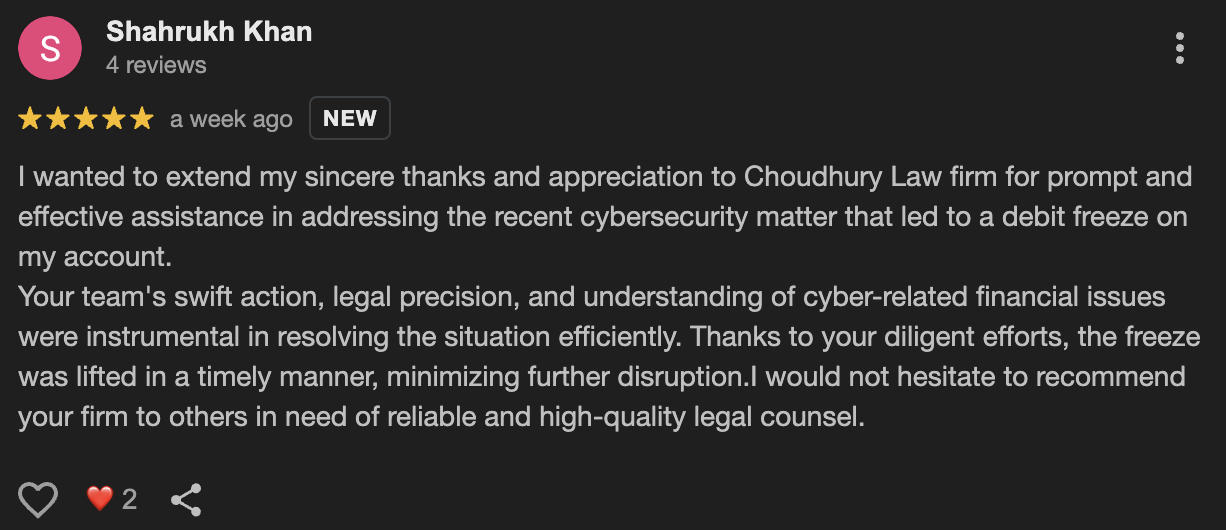 S
Shahrukh Khan
4 reviews
a week ago NEW
I wanted to extend my sincere thanks and appreciation to Choudhury Law firm for prompt and
effective assistance in addressing the recent cybersecurity matter that led to a debit freeze on
my account.
Your team's swift action, legal precision, and understanding of cyber-related financial issues
were instrumental in resolving the situation efficiently. Thanks to your diligent efforts, the freeze
was lifted in a timely manner, minimizing further disruption.I would not hesitate to recommend
your firm to others in need of reliable and high-quality legal counsel.
2